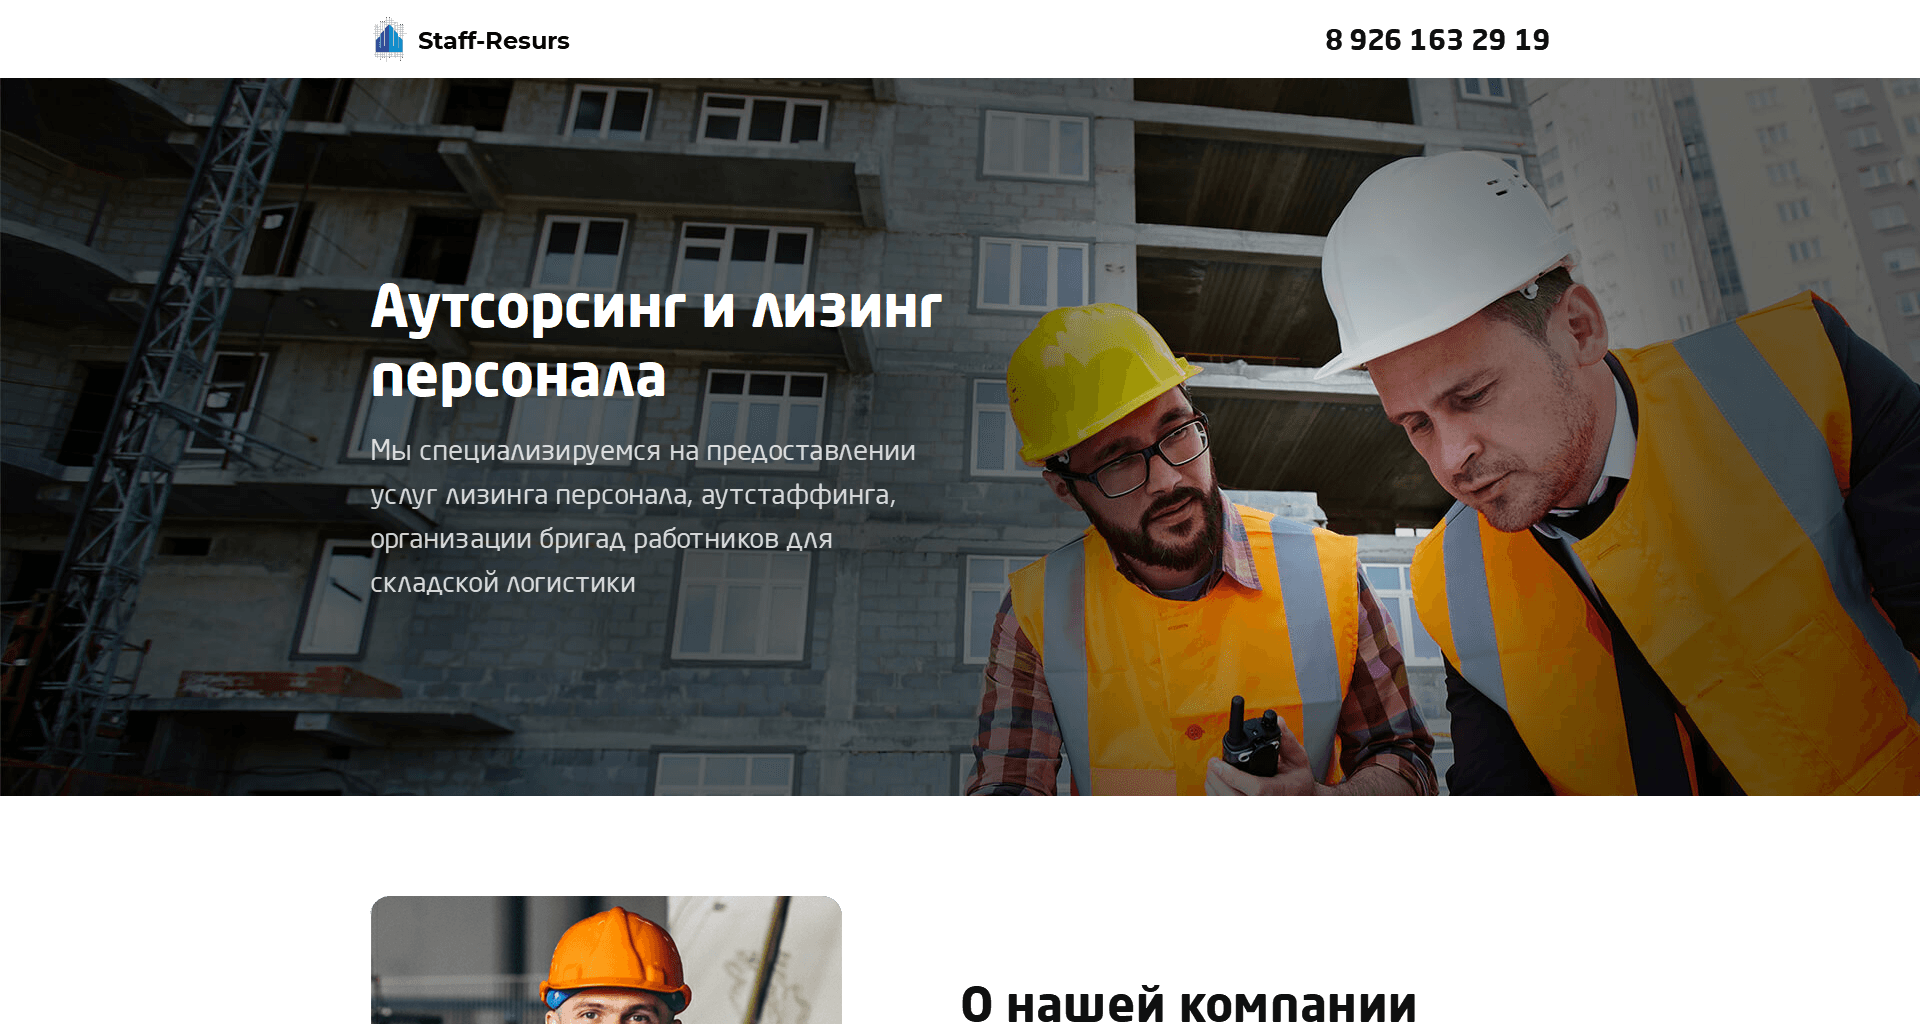 Staff-Resurs
8 926 163 29 19
Аутсорсинг и лизинг
персонала
Мы специализируемся на предоставлении
услуг лизинга персонала, аутстаффинга,
организации бригад работников для
складской логистики
О нашей компании